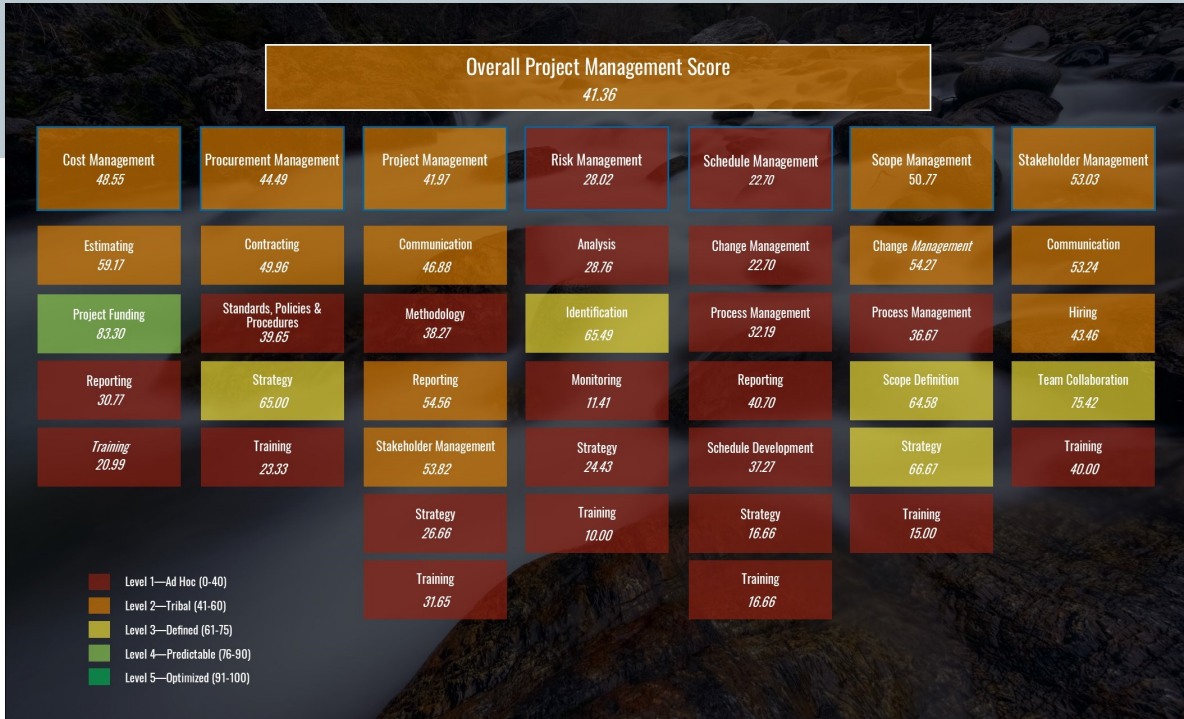 Overall Project Management Score
41.36
Cost Management
48.55
Procurement Management
44.49
Project Management
41.97
Risk Management
28.02
Schedule Management
22.70
Scope Management
50.77
Stakeholder Management
53.03
Estimating
59.17
Contracting
49.96
Communication
46.88
Analysis
28.76
Change Management
22.70
Change Management
54.27
Communication
53.24
Project Funding
83.30
Standards, Policies &
Procedures
39.65
Methodology
38.27
Identification
65.49
Process Management
32.19
Process Management
36.67
Hiring
43.46
Reporting
30.77
Strategy
65.00
Reporting
54.56
Monitoring
11.41
Reporting
40.70
Scope Definition
64.58
Team Collaboration
75.42
Training
20.99
Training
23.33
Stakeholder Management
53.82
Strategy
24.43
Schedule Development
37.27
Strategy
66.67
Training
40.00
Strategy
26.66
Training
10.00
Strategy
16.66
Training
15.00
Training
31.65
Training
16.66
Level 1—Ad Hoc (0-40)
Level 2—Tribal (41-60)
Level 3—Defined (61-75)
Level 4—Predictable (76-90)
Level 5—Optimized (91-100)